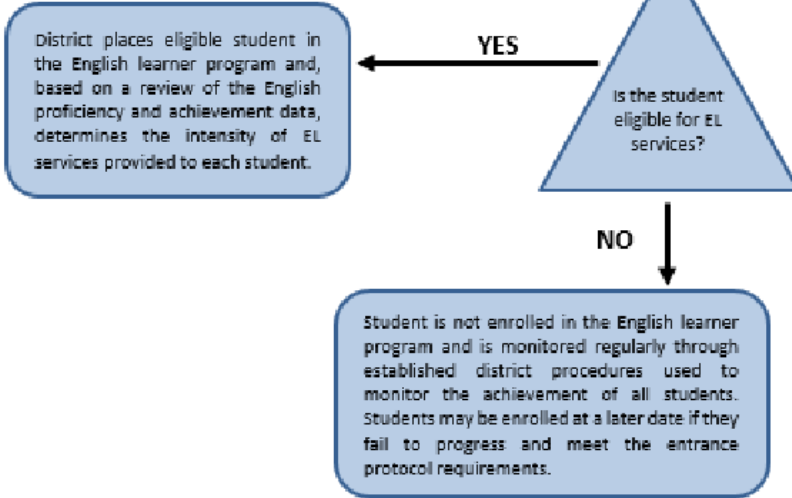 District places eligible student in
the English learner program and,
based on a review of the English
proficiency and achievement data,
determines the intensity of EL
services provided to each student.
YES
Is the student
eligible for EL
services?
NO
Student is not enrolled in the English learner
program and is monitored regularly through
established district procedures used to
monitor the achievement of all students.
Students may be enrolled at a later date if they
fail to progress and meet the entrance
protocol requirements.